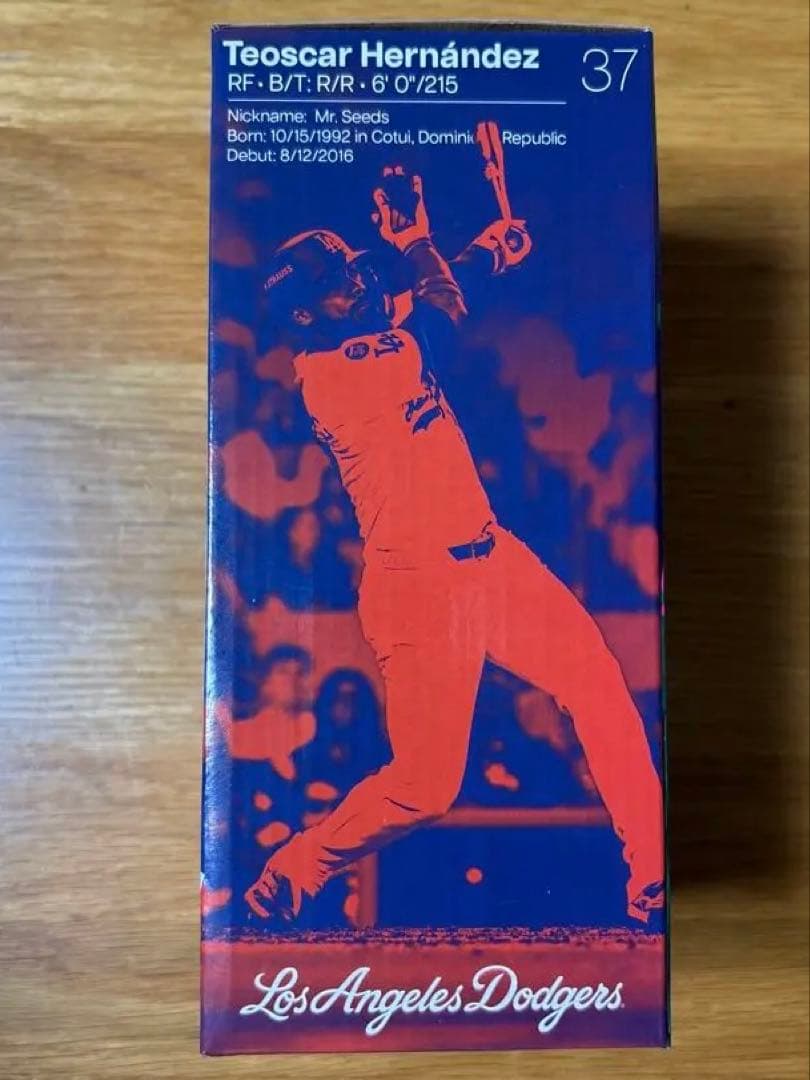 Teoscar Hernández 37
RF • B/T: R/R • 6' 0"/215
Nickname: Mr. Seeds
Born: 10/15/1992 in Cotui, Republic
Debut: 8/12/2016
LA
Los Angeles Dodgers